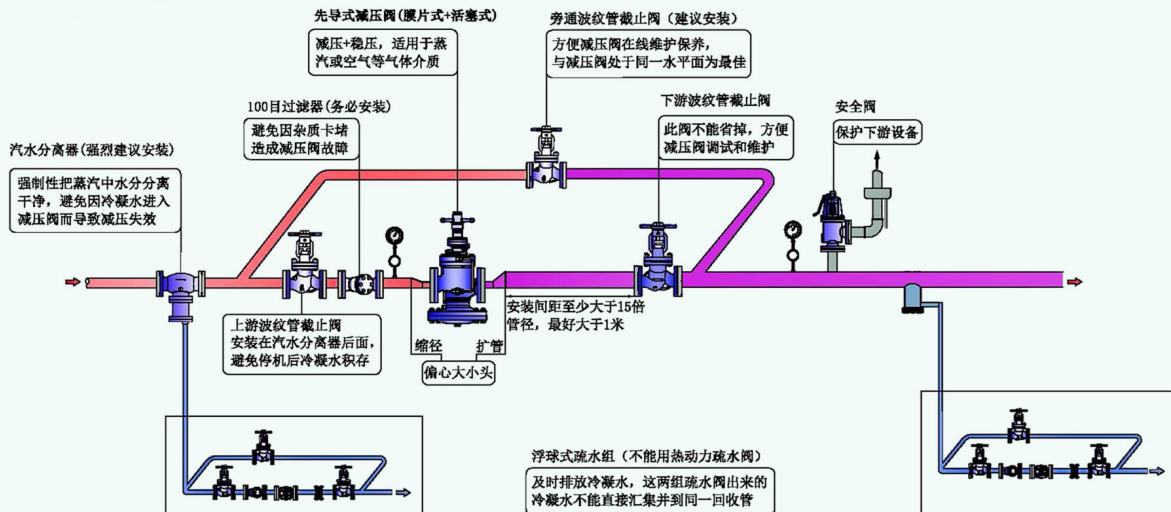 先导式减压阀(膜片式+活塞式)
减压+稳压，适用于蒸
汽或空气等气体介质
旁通波纹管截止阀（建议安装）
方便减压阀在线维护保养，
与减压阀处于同一水平面为最佳
100目过滤器(务必安装)
避免因杂质卡堵
造成减压阀故障
下游波纹管截止阀
此阀不能省掉，方便
减压阀调试和维护
安全阀
保护下游设备
汽水分离器(强烈建议安装)
强制性把蒸汽中水分分离
干净，避免因冷凝水进入
减压阀而导致减压失效
上游波纹管截止阀
安装在汽水分离器后面，
避免停机后冷凝水积存
缩径
扩管
偏心大小头
安装间距至少大于15倍
管径，最好大于1米
浮球式疏水组（不能用热动力疏水阀）
及时排放冷凝水，这两组疏水阀出来的
冷凝水不能直接汇集并到同一回收管